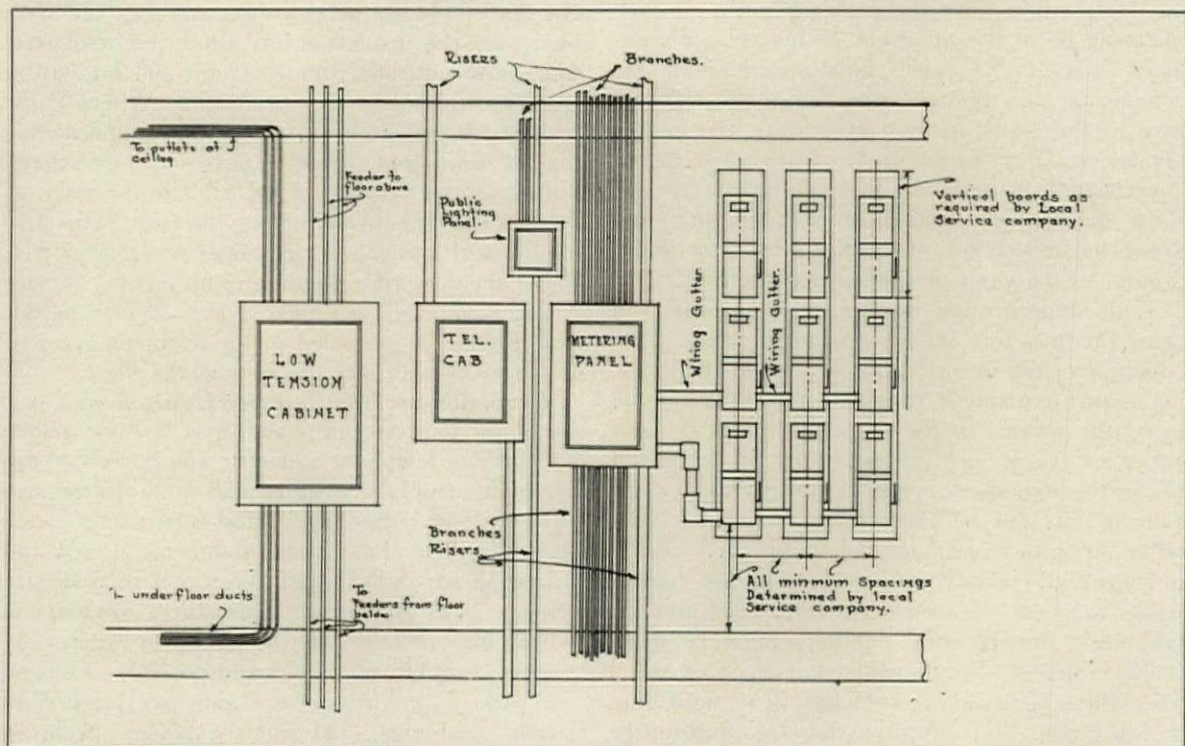 RISERS
Branches.
To outlets at
ceiling.
Feeder to
floor above
Public
Lighting
Panel.
Vertical boards as
required by Local
Service company.
Wiring Gutter.
Wiring Gutter.
LOW
TENSION
CABINET
TEL.
CAB
METERING
PANEL
Branches
Risers
All minimum Spacings
Determined by local
Service company.
underfloor ducts
To
Feeders from floor
below